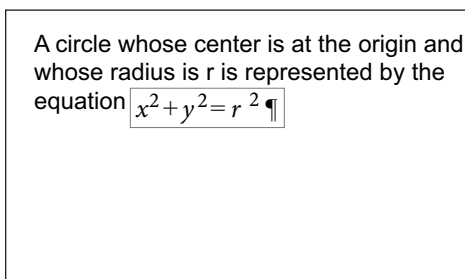 A circle whose center is at the origin and
whose radius is r is represented by the
equation x²+y²= r ² ¶